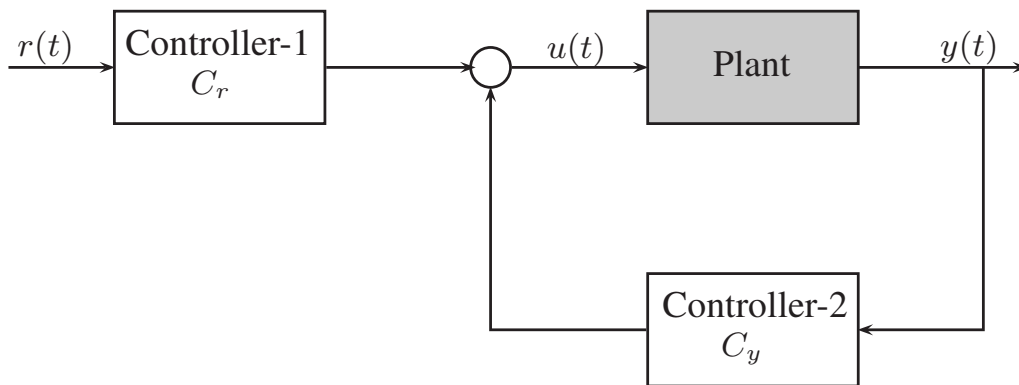 r(t)
Controller-1
C_r
u(t)
Plant
y(t)
Controller-2
C_y